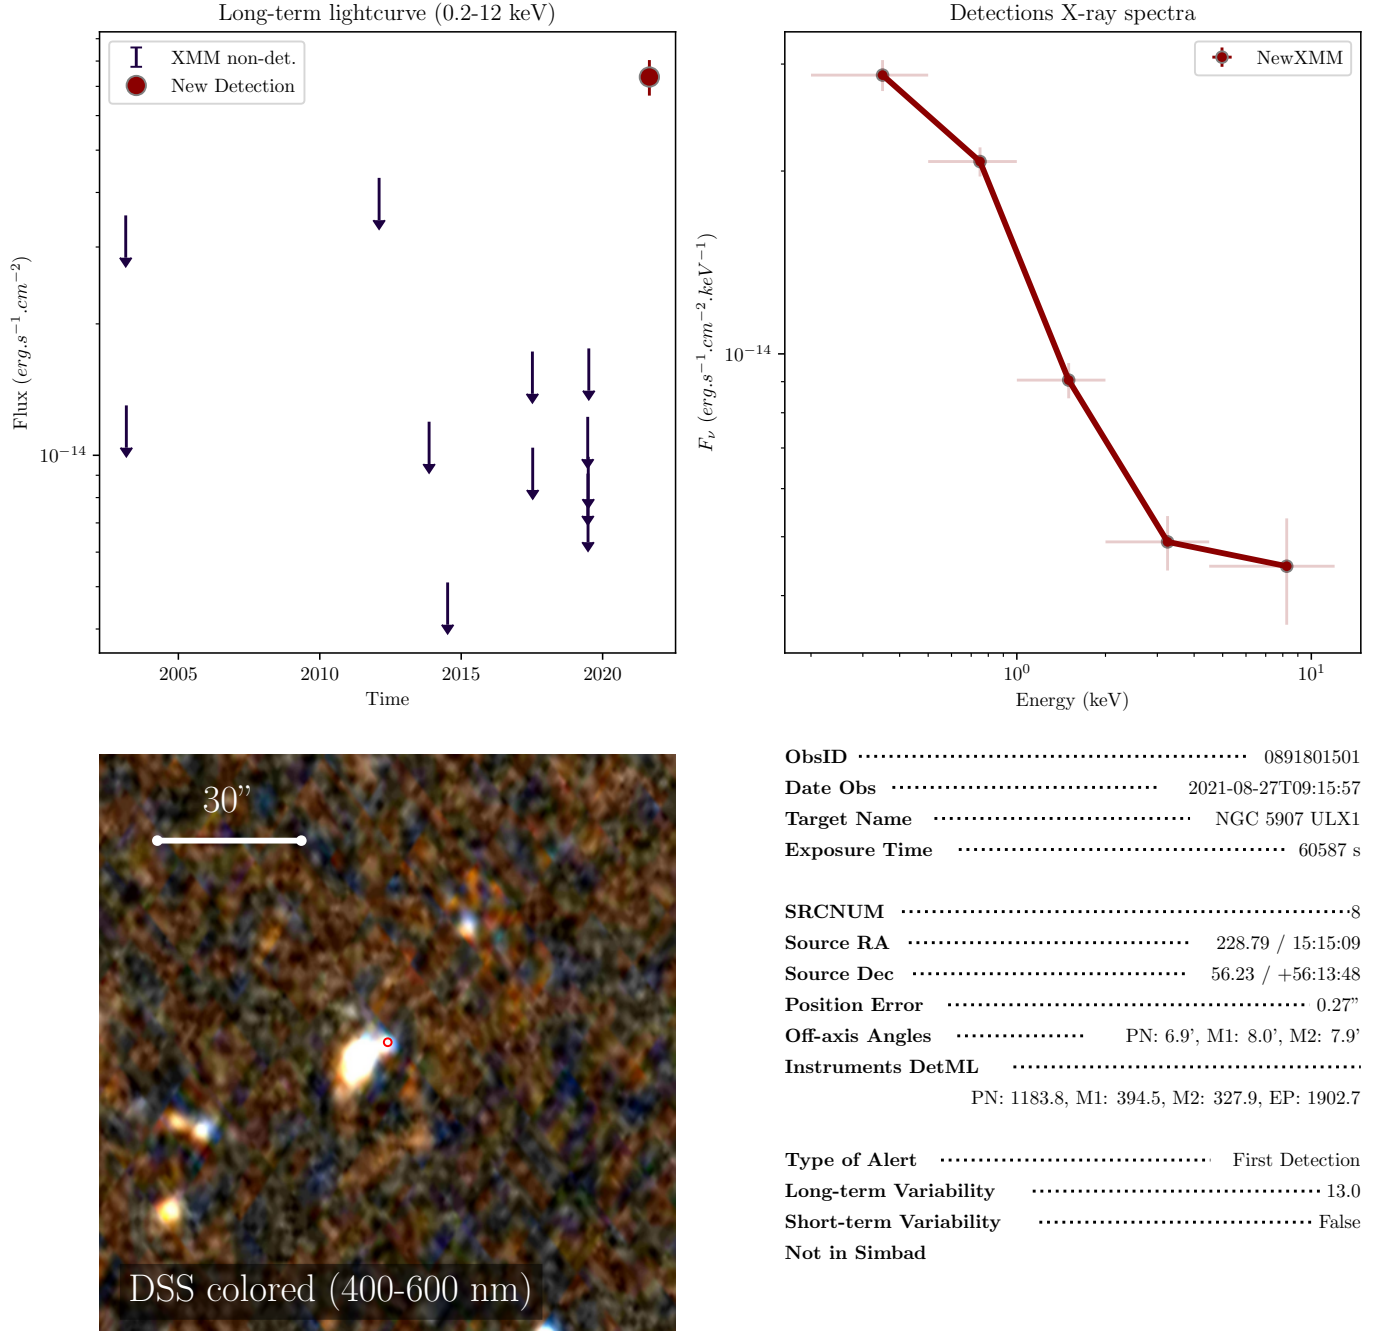 Long-term lightcurve (0.2-12 keV)
XMM non-det.
New Detection
Flux (erg.s⁻¹.cm⁻²)
10⁻¹⁴
2005 2010 2015 2020
Time
Detections X-ray spectra
NewXMM
F_ν (erg.s⁻¹.cm⁻².keV⁻¹)
10⁻¹⁴
10⁰ 10¹
Energy (keV)
30”
DSS colored (400-600 nm)
ObsID 0891801501
Date Obs 2021-08-27T09:15:57
Target Name NGC 5907 ULX1
Exposure Time 60587 s
SRCNUM 8
Source RA 228.79 / 15:15:09
Source Dec 56.23 / +56:13:48
Position Error 0.27”
Off-axis Angles PN: 6.9’, M1: 8.0’, M2: 7.9’
Instruments DetML
PN: 1183.8, M1: 394.5, M2: 327.9, EP: 1902.7
Type of Alert First Detection
Long-term Variability 13.0
Short-term Variability False
Not in Simbad